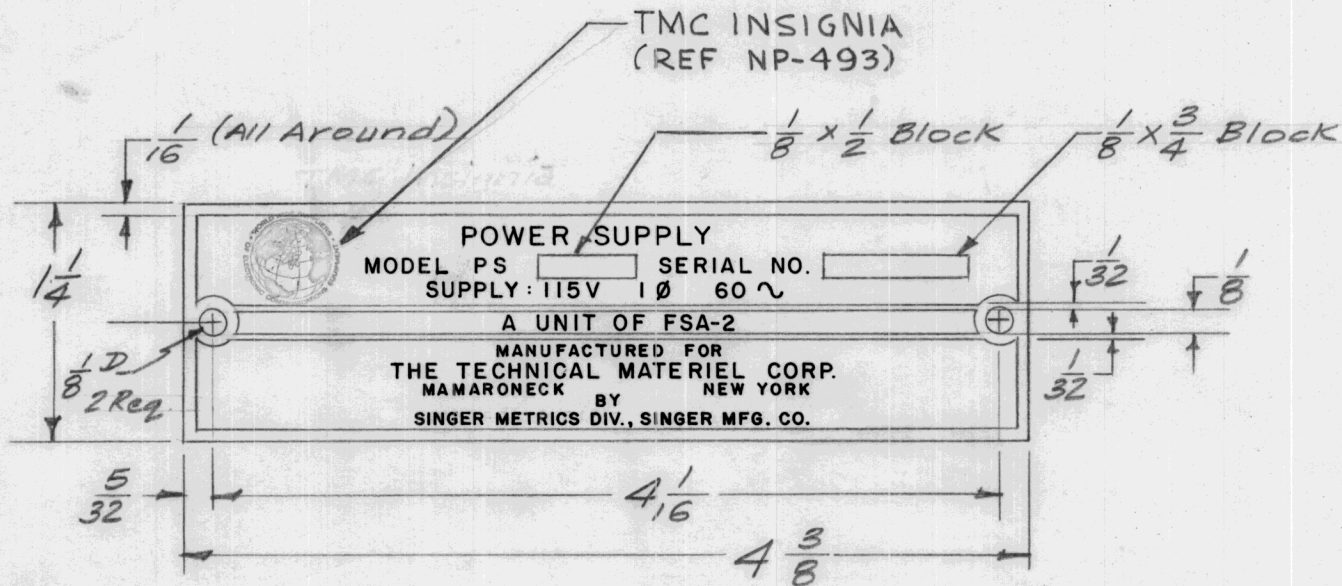 TMC INSIGNIA
(REF NP-493)
1/16 (All Around)
1/8 x 1/2 Block
1/8 x 3/4 Block
POWER SUPPLY
MODEL PS SERIAL NO.
SUPPLY: 115V 1Ø 60 ~
A UNIT OF FSA-2
MANUFACTURED FOR
THE TECHNICAL MATERIEL CORP.
MAMARONECK NEW YORK
BY
SINGER METRICS DIV., SINGER MFG. CO.
1 1/4
1/8 D
2 Req
1/32
1/8
1/32
5/32
4 1/16
4 3/8